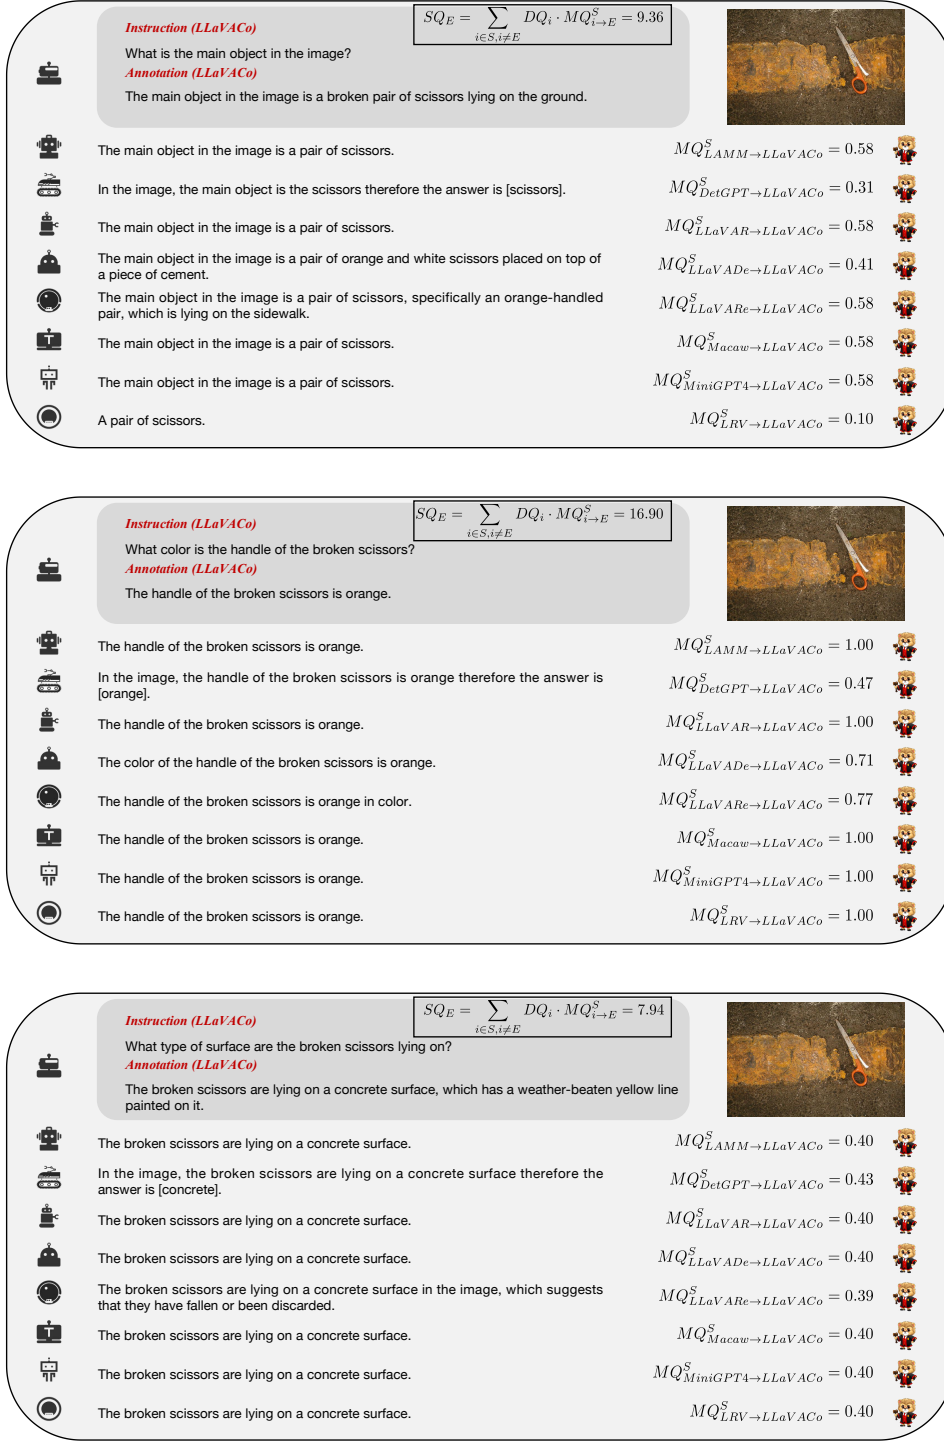 Instruction (LLaVACo)
SQ_E = ∑_{i∈S,i≠E} DQ_i · MQ^S_{i→E} = 9.36
What is the main object in the image?
Annotation (LLaVACo)
The main object in the image is a broken pair of scissors lying on the ground.
The main object in the image is a pair of scissors.
MQ^S_{LAMM→LLaVACo} = 0.58
In the image, the main object is the scissors therefore the answer is [scissors].
MQ^S_{DetGPT→LLaVACo} = 0.31
The main object in the image is a pair of scissors.
MQ^S_{LLaVAR→LLaVACo} = 0.58
The main object in the image is a pair of orange and white scissors placed on top of
a piece of cement.
MQ^S_{LLaVADe→LLaVACo} = 0.41
The main object in the image is a pair of scissors, specifically an orange-handled
pair, which is lying on the sidewalk.
MQ^S_{LLaVARe→LLaVACo} = 0.58
The main object in the image is a pair of scissors.
MQ^S_{Macaw→LLaVACo} = 0.58
The main object in the image is a pair of scissors.
MQ^S_{MiniGPT4→LLaVACo} = 0.58
A pair of scissors.
MQ^S_{LRV→LLaVACo} = 0.10
Instruction (LLaVACo)
SQ_E = ∑_{i∈S,i≠E} DQ_i · MQ^S_{i→E} = 16.90
What color is the handle of the broken scissors?
Annotation (LLaVACo)
The handle of the broken scissors is orange.
The handle of the broken scissors is orange.
MQ^S_{LAMM→LLaVACo} = 1.00
In the image, the handle of the broken scissors is orange therefore the answer is
[orange].
MQ^S_{DetGPT→LLaVACo} = 0.47
The handle of the broken scissors is orange.
MQ^S_{LLaVAR→LLaVACo} = 1.00
The color of the handle of the broken scissors is orange.
MQ^S_{LLaVADe→LLaVACo} = 0.71
The handle of the broken scissors is orange in color.
MQ^S_{LLaVARe→LLaVACo} = 0.77
The handle of the broken scissors is orange.
MQ^S_{Macaw→LLaVACo} = 1.00
The handle of the broken scissors is orange.
MQ^S_{MiniGPT4→LLaVACo} = 1.00
The handle of the broken scissors is orange.
MQ^S_{LRV→LLaVACo} = 1.00
Instruction (LLaVACo)
SQ_E = ∑_{i∈S,i≠E} DQ_i · MQ^S_{i→E} = 7.94
What type of surface are the broken scissors lying on?
Annotation (LLaVACo)
The broken scissors are lying on a concrete surface, which has a weather-beaten yellow line
painted on it.
The broken scissors are lying on a concrete surface.
MQ^S_{LAMM→LLaVACo} = 0.40
In the image, the broken scissors are lying on a concrete surface therefore the
answer is [concrete].
MQ^S_{DetGPT→LLaVACo} = 0.43
The broken scissors are lying on a concrete surface.
MQ^S_{LLaVAR→LLaVACo} = 0.40
The broken scissors are lying on a concrete surface.
MQ^S_{LLaVADe→LLaVACo} = 0.40
The broken scissors are lying on a concrete surface in the image, which suggests
that they have fallen or been discarded.
MQ^S_{LLaVARe→LLaVACo} = 0.39
The broken scissors are lying on a concrete surface.
MQ^S_{Macaw→LLaVACo} = 0.40
The broken scissors are lying on a concrete surface.
MQ^S_{MiniGPT4→LLaVACo} = 0.40
The broken scissors are lying on a concrete surface.
MQ^S_{LRV→LLaVACo} = 0.40